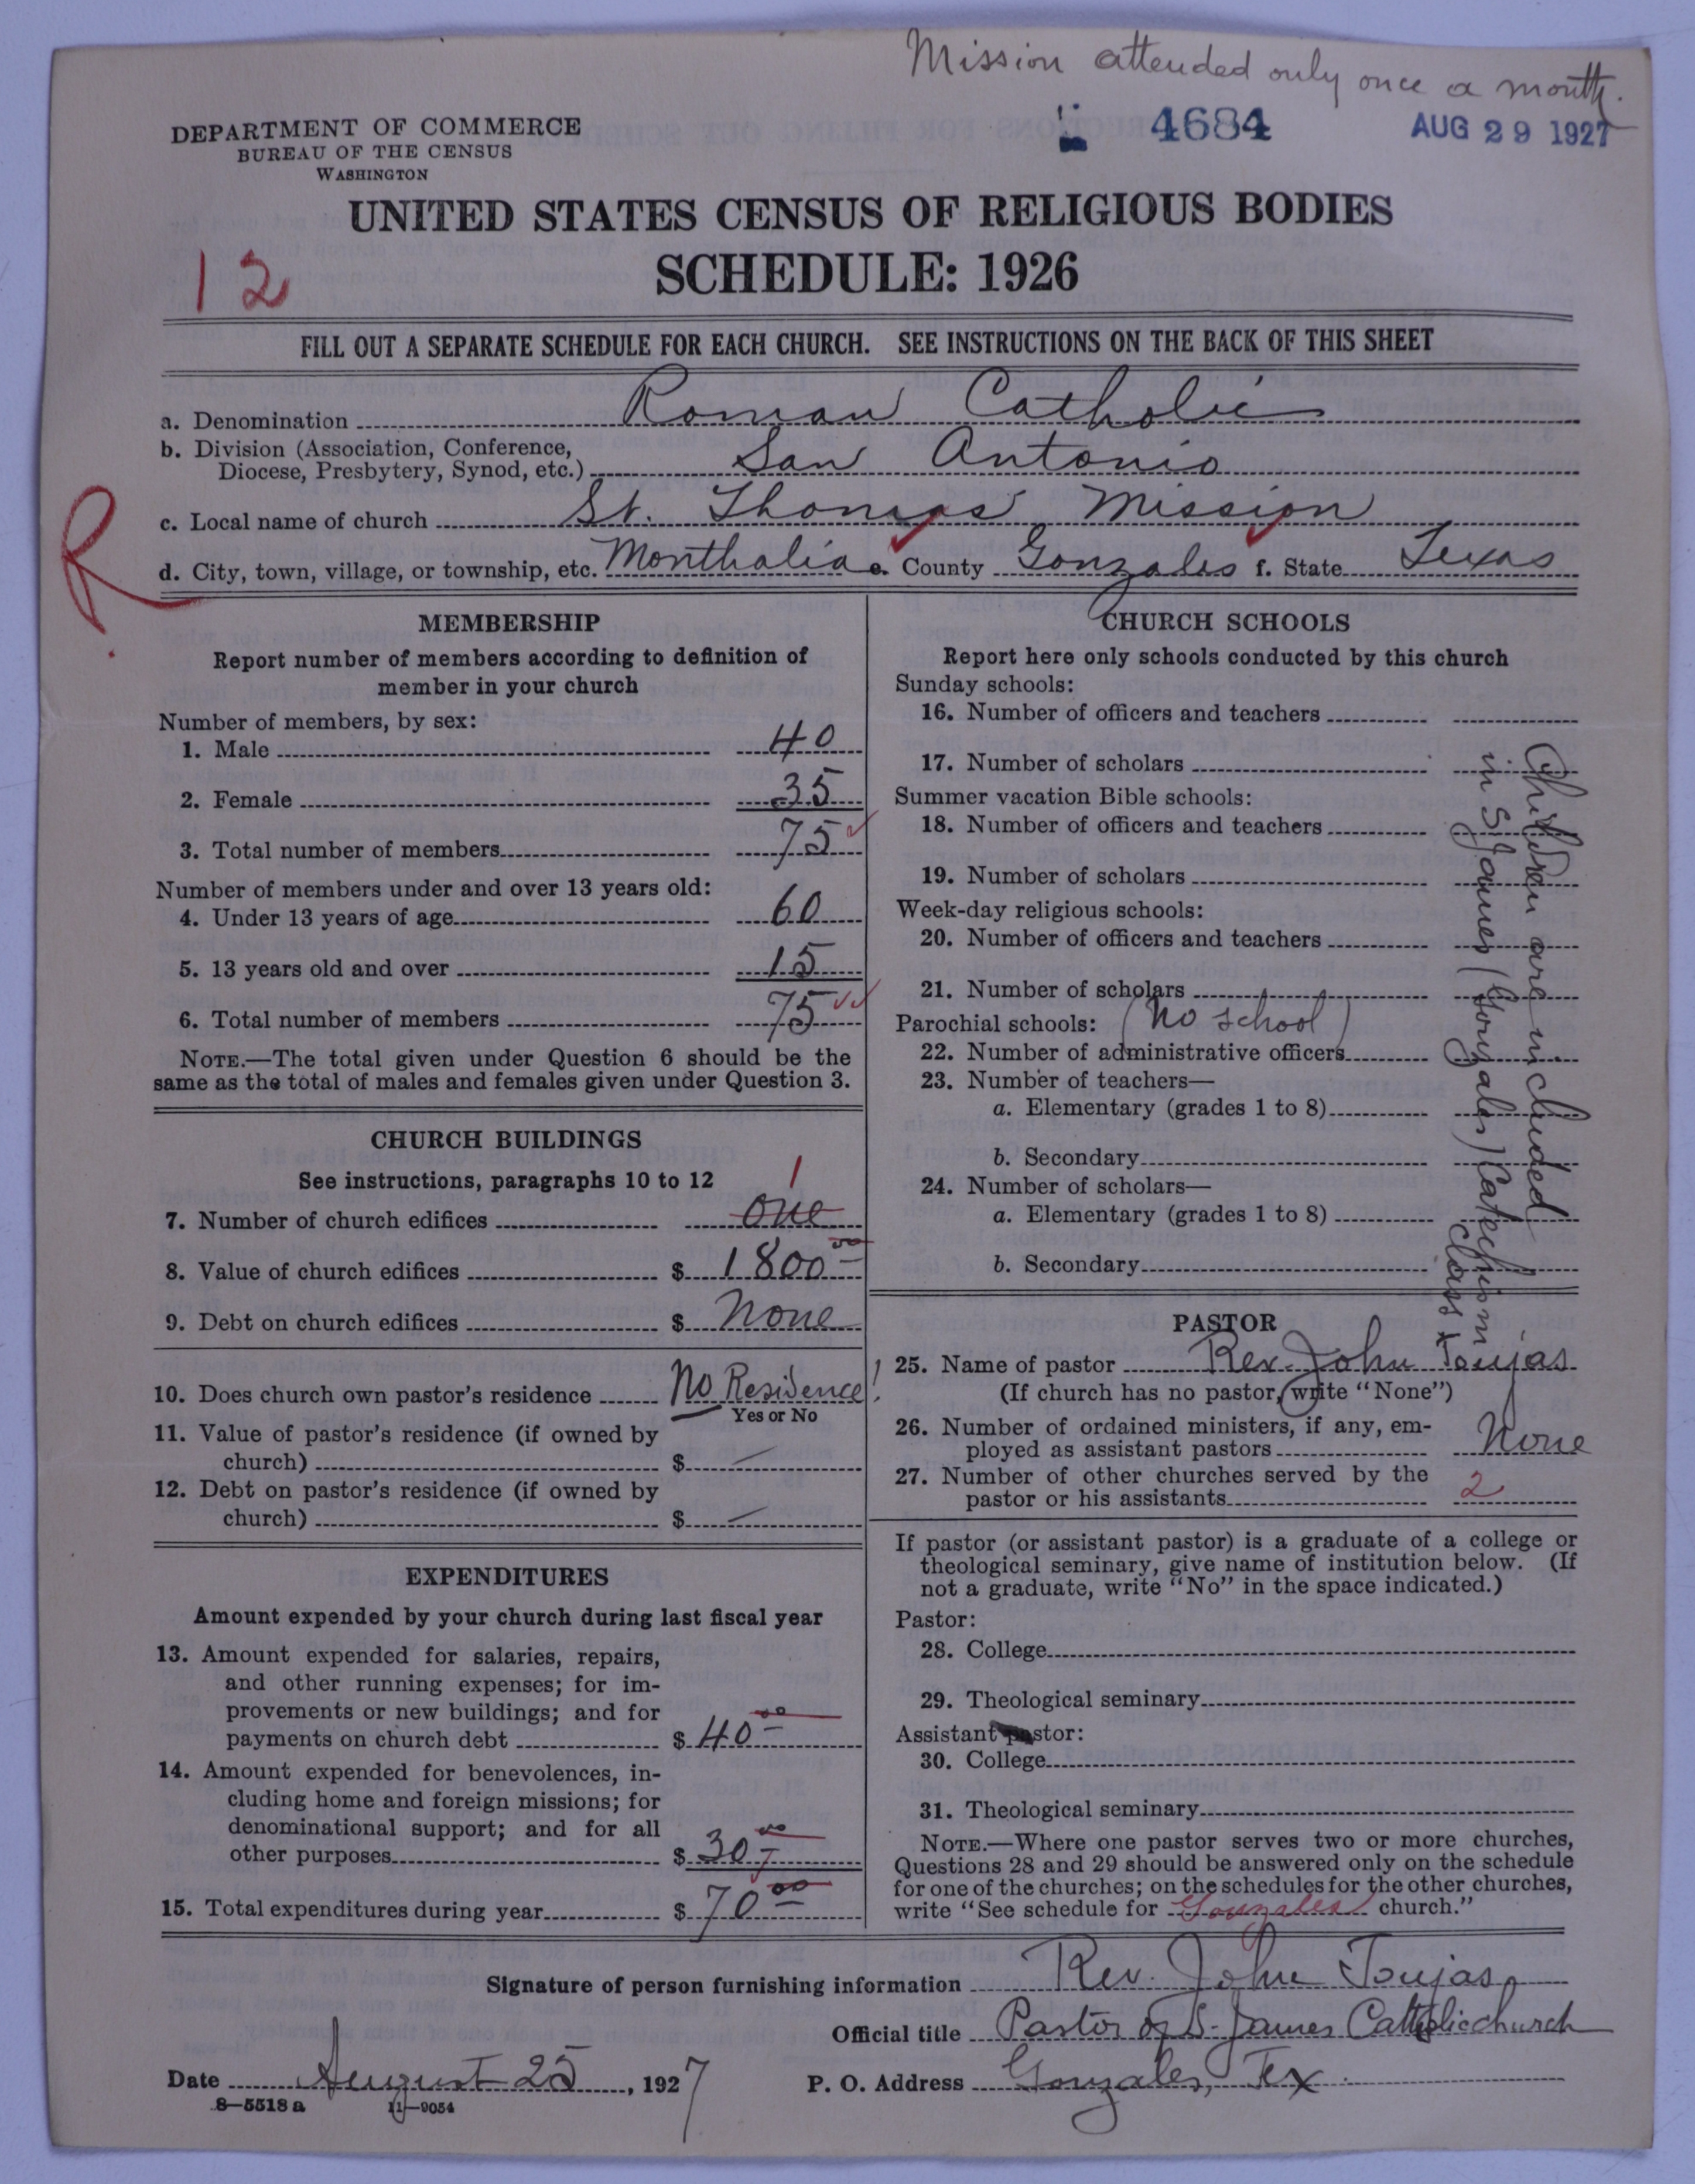 Mission attended only once a month.
DEPARTMENT OF COMMERCE
BUREAU OF THE CENSUS
WASHINGTON
4684
AUG 29 1927
UNITED STATES CENSUS OF RELIGIOUS BODIES
SCHEDULE: 1926
12
FILL OUT A SEPARATE SCHEDULE FOR EACH CHURCH. SEE INSTRUCTIONS ON THE BACK OF THIS SHEET
a. Denomination Roman Catholic
b. Division (Association, Conference,
Diocese, Presbytery, Synod, etc.) San Antonio
c. Local name of church St. Thomas Mission
R
d. City, town, village, or township, etc. Monthalia e. County Gonzales f. State Texas
MEMBERSHIP
Report number of members according to definition of
member in your church
Number of members, by sex:
1. Male 40
2. Female 35
3. Total number of members 75
Number of members under and over 13 years old:
4. Under 13 years of age 60
5. 13 years old and over 15
6. Total number of members 75
NOTE.—The total given under Question 6 should be the
same as the total of males and females given under Question 3.
CHURCH BUILDINGS
See instructions, paragraphs 10 to 12
1
7. Number of church edifices one
8. Value of church edifices $ 1800 00
9. Debt on church edifices $ None
10. Does church own pastor's residence No Residence!
Yes or No
11. Value of pastor's residence (if owned by
church) $ —
12. Debt on pastor's residence (if owned by
church) $ —
EXPENDITURES
Amount expended by your church during last fiscal year
13. Amount expended for salaries, repairs,
and other running expenses; for im-
provements or new buildings; and for
payments on church debt $ 40 00
14. Amount expended for benevolences, in-
cluding home and foreign missions; for
denominational support; and for all
other purposes $ 30 00
15. Total expenditures during year $ 70 00
CHURCH SCHOOLS
Report here only schools conducted by this church
Sunday schools:
16. Number of officers and teachers
17. Number of scholars
Summer vacation Bible schools:
18. Number of officers and teachers
19. Number of scholars
Week-day religious schools:
20. Number of officers and teachers
21. Number of scholars
Parochial schools: (No school)
22. Number of administrative officers
23. Number of teachers—
a. Elementary (grades 1 to 8)
b. Secondary
24. Number of scholars—
a. Elementary (grades 1 to 8)
b. Secondary
Children are included
in St James (Gonzales) Catechism
class
PASTOR
25. Name of pastor Rev. John Toujas
(If church has no pastor, write "None")
26. Number of ordained ministers, if any, em-
ployed as assistant pastors None
27. Number of other churches served by the
pastor or his assistants 2
If pastor (or assistant pastor) is a graduate of a college or
theological seminary, give name of institution below. (If
not a graduate, write "No" in the space indicated.)
Pastor:
28. College
29. Theological seminary
Assistant pastor:
30. College
31. Theological seminary
NOTE.—Where one pastor serves two or more churches,
Questions 28 and 29 should be answered only on the schedule
for one of the churches; on the schedules for the other churches,
write "See schedule for Gonzales church."
Signature of person furnishing information Rev. John Toujas
Official title Pastor of St. James Catholic church
Date August 25, 1927
P. O. Address Gonzales, Tex
8—5518 a
11—9054